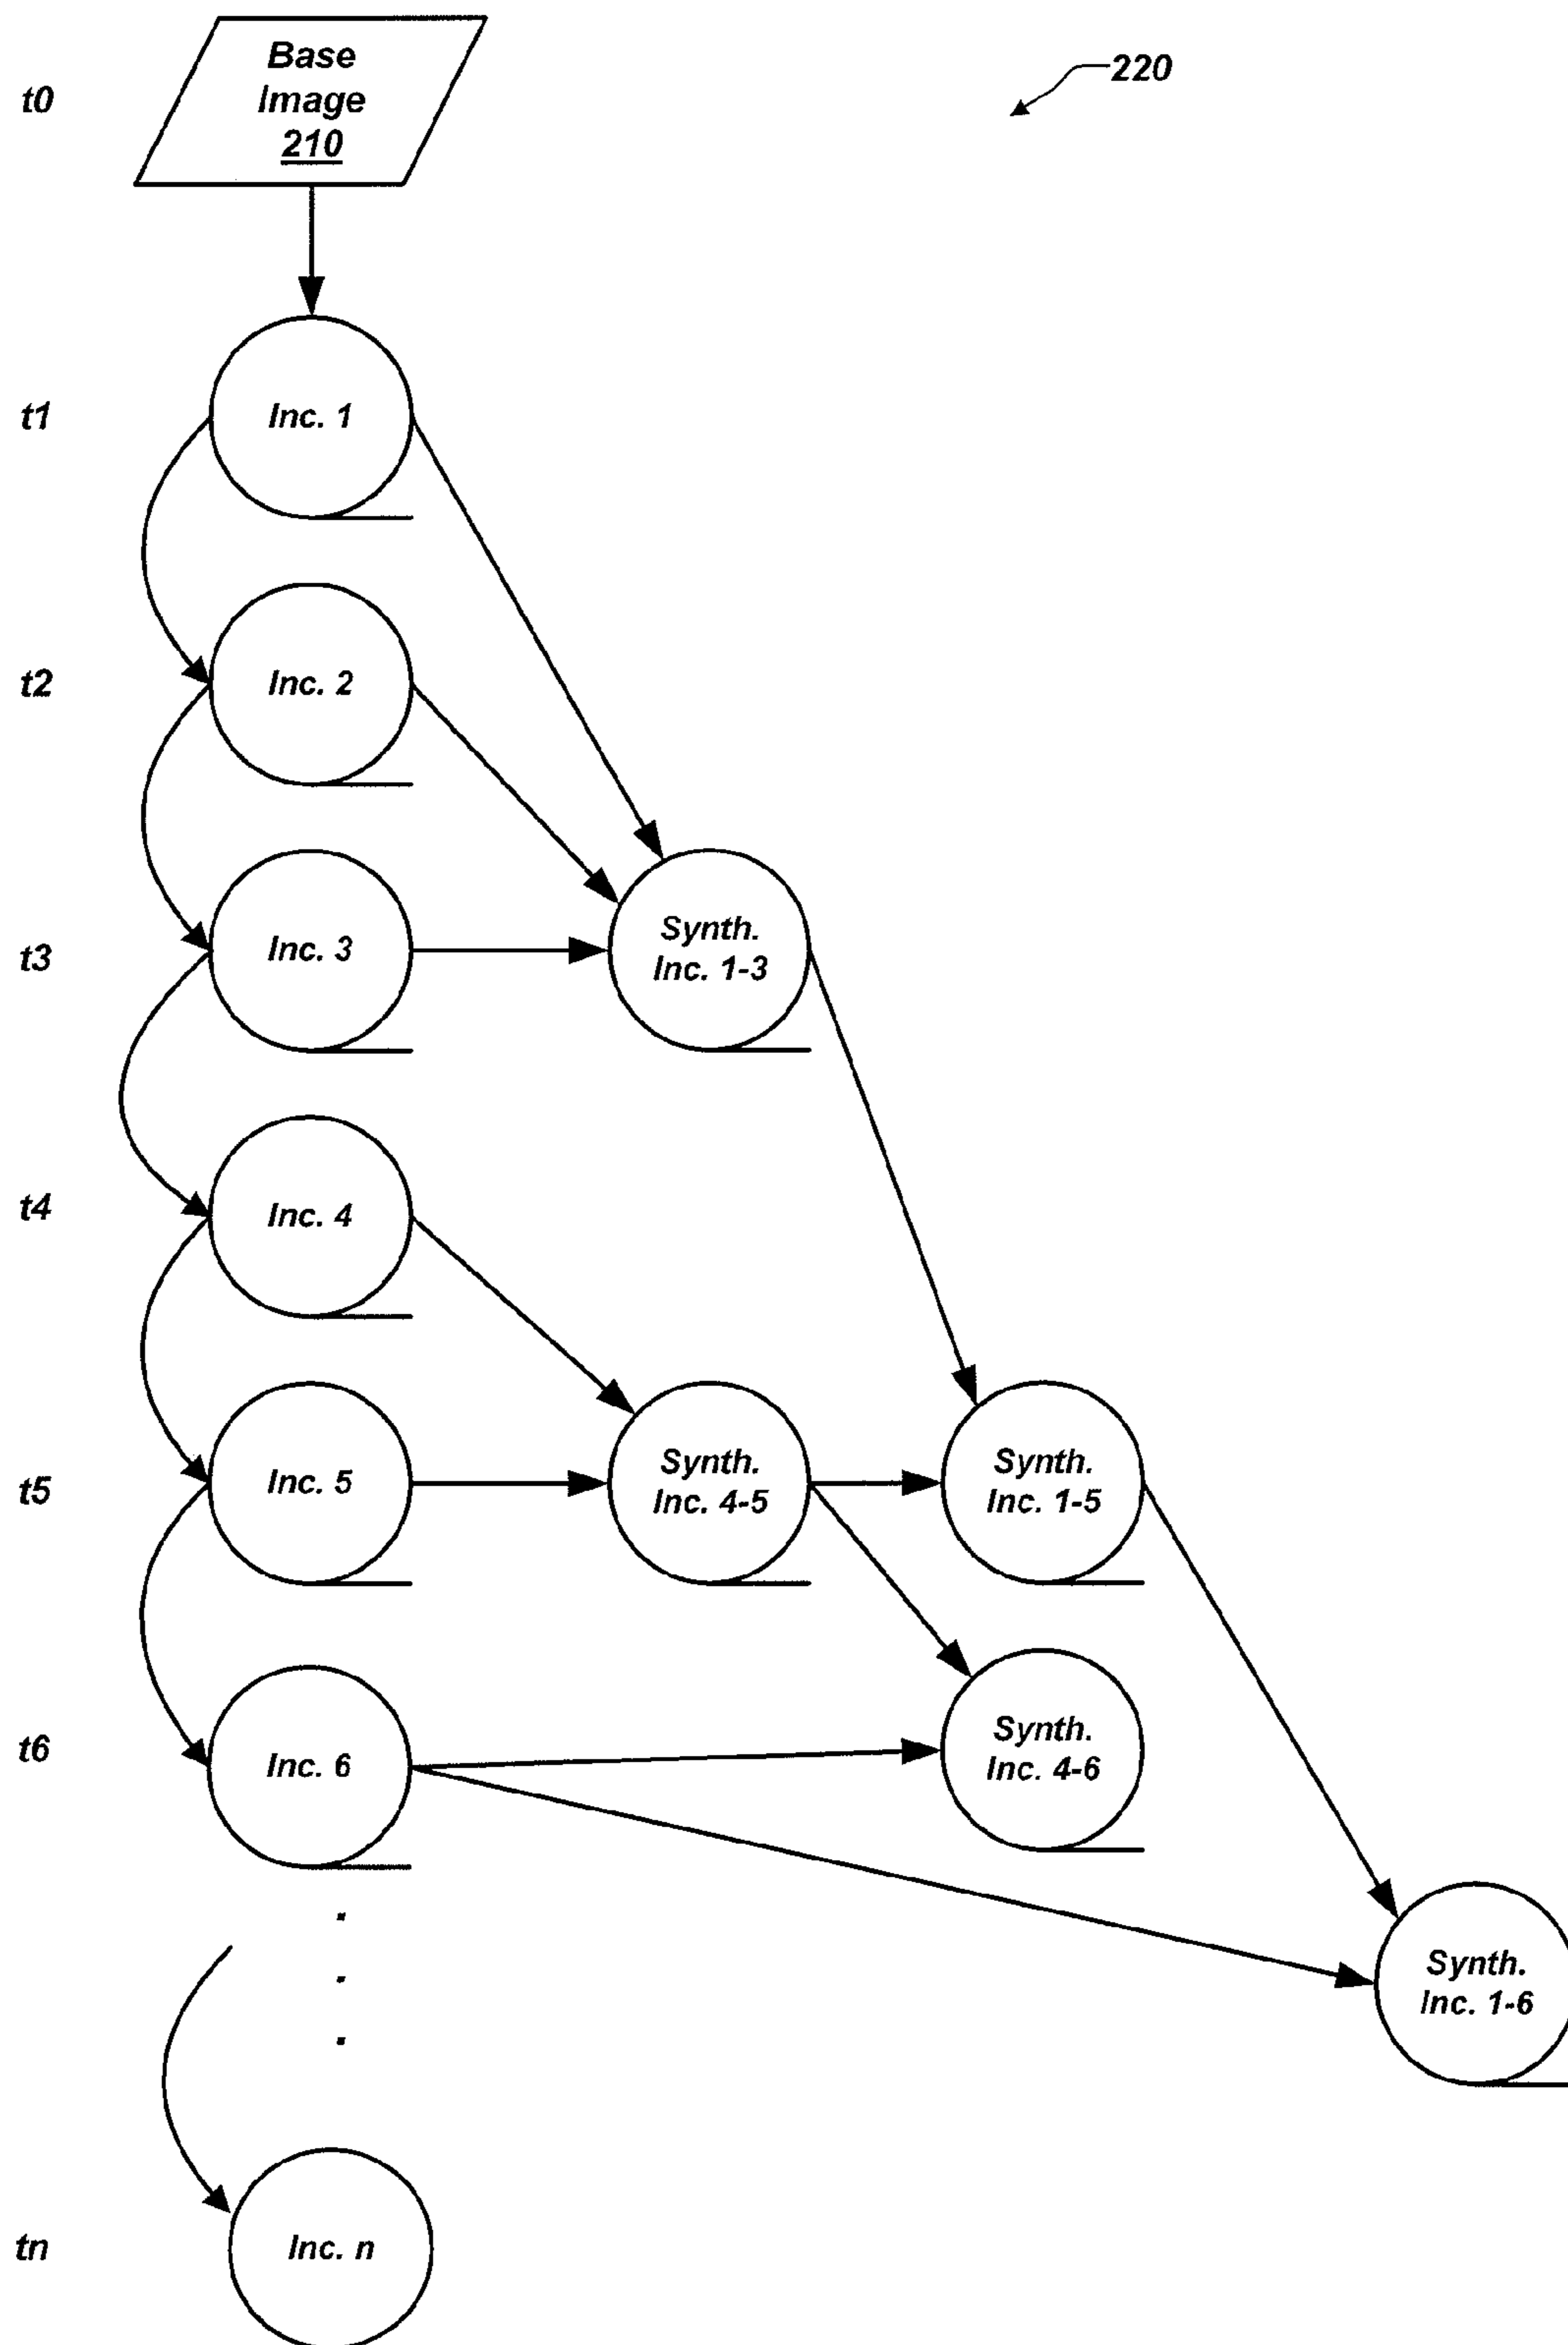 t0
Base
Image
210
220
t1
Inc. 1
t2
Inc. 2
t3
Inc. 3
Synth.
Inc. 1-3
t4
Inc. 4
t5
Inc. 5
Synth.
Inc. 4-5
Synth.
Inc. 1-5
t6
Inc. 6
Synth.
Inc. 4-6
Synth.
Inc. 1-6
tn
Inc. n